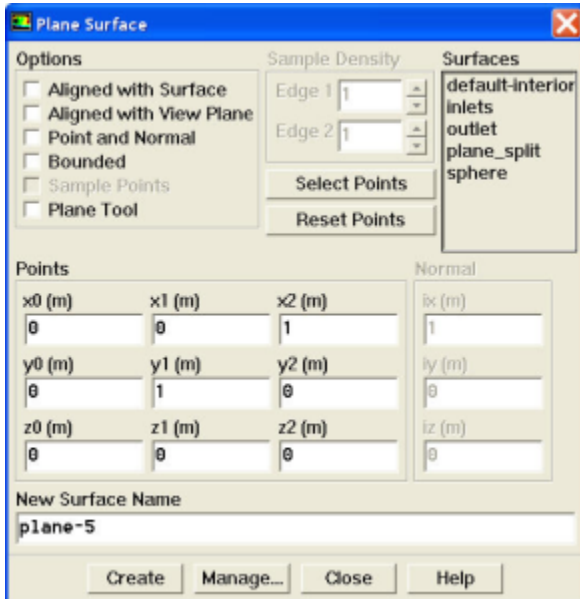 Plane Surface
Options
Aligned with Surface
Aligned with View Plane
Point and Normal
Bounded
Sample Points
Plane Tool
Sample Density
Edge 1 1
Edge 2 1
Select Points
Reset Points
Surfaces
default-interior
inlets
outlet
plane_split
sphere
Points
x0 (m) x1 (m) x2 (m)
0 0 1
y0 (m) y1 (m) y2 (m)
0 1 0
z0 (m) z1 (m) z2 (m)
0 0 0
Normal
ix (m)
1
iy (m)
0
iz (m)
0
New Surface Name
plane-5
Create Manage... Close Help